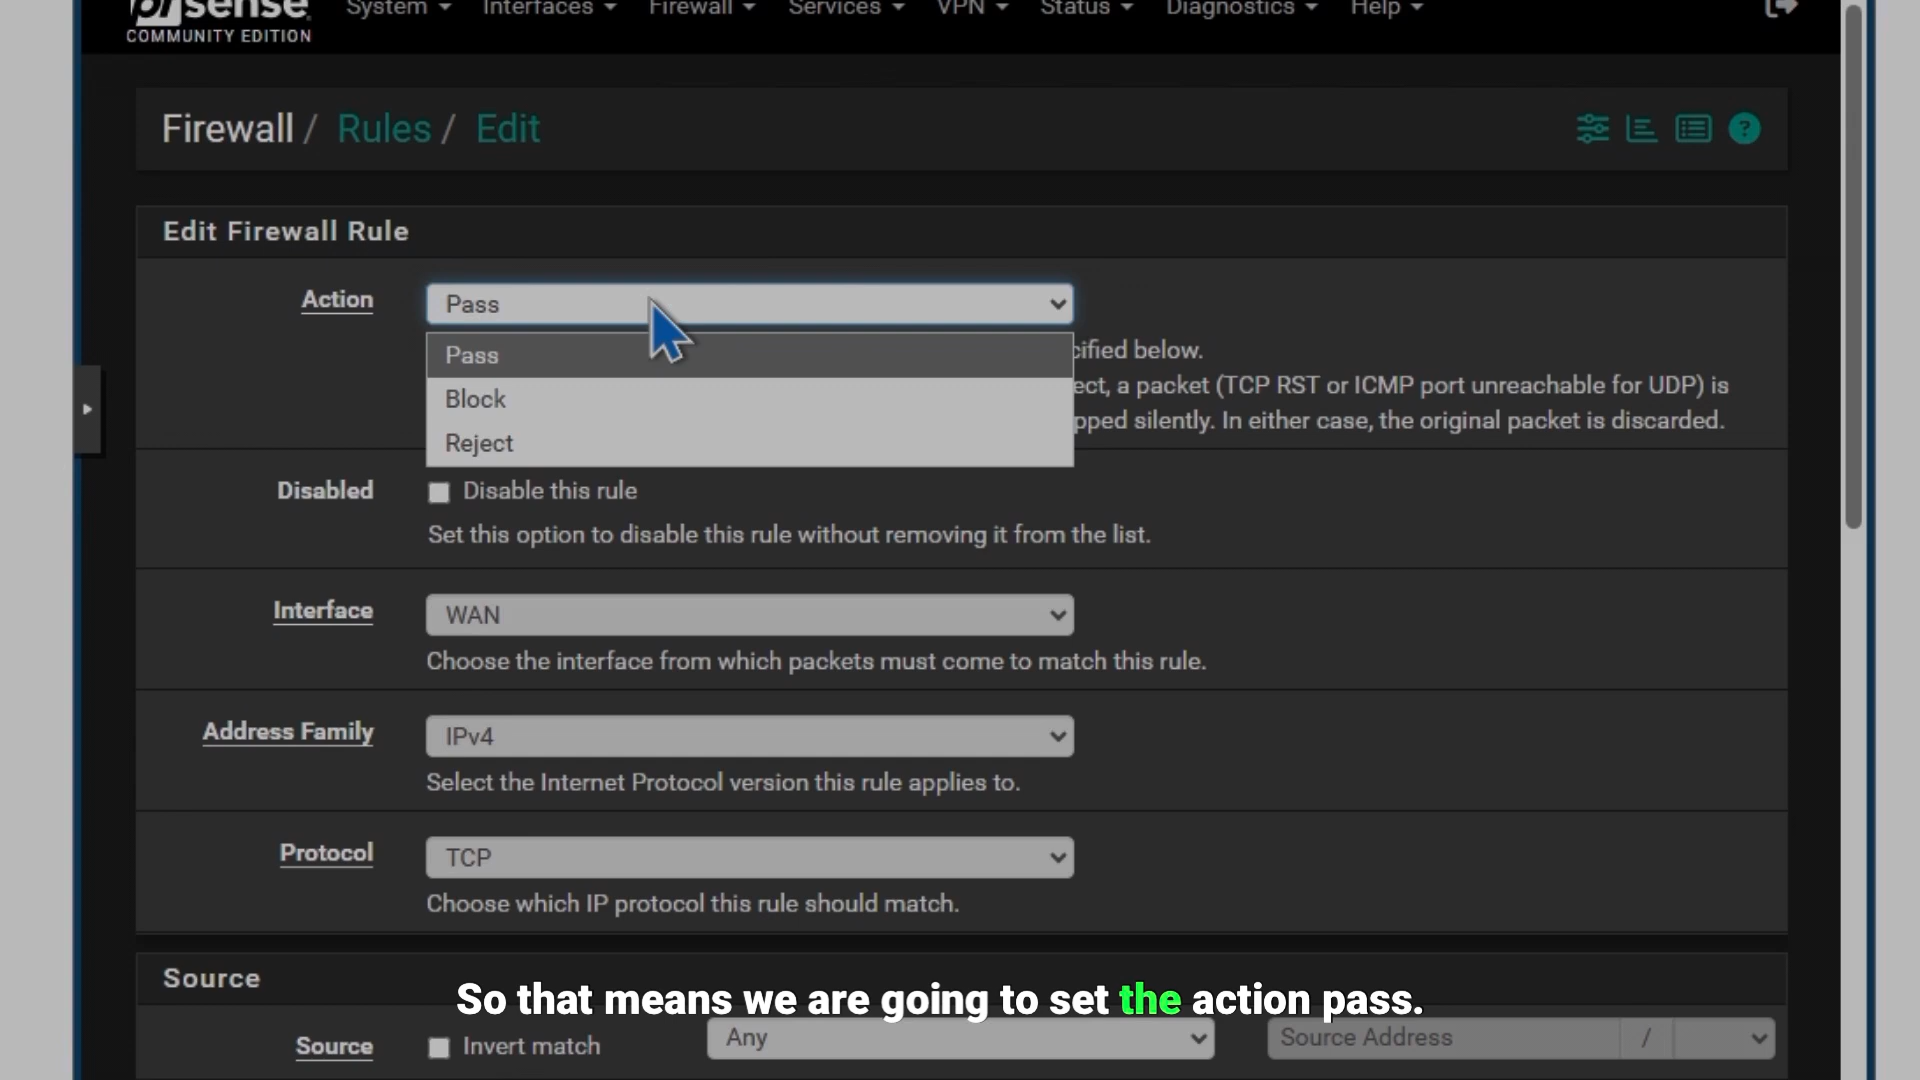 pfsense
COMMUNITY EDITION
System Interfaces Firewall Services VPN Status Diagnostics Help
Firewall / Rules / Edit
Edit Firewall Rule
Action
Pass
Pass
Block
Reject
cified below.
ect, a packet (TCP RST or ICMP port unreachable for UDP) is
pped silently. In either case, the original packet is discarded.
Disabled
Disable this rule
Set this option to disable this rule without removing it from the list.
Interface
WAN
Choose the interface from which packets must come to match this rule.
Address Family
IPv4
Select the Internet Protocol version this rule applies to.
Protocol
TCP
Choose which IP protocol this rule should match.
Source
So that means we are going to set the action pass.
Source
Invert match
Any
Source Address
/